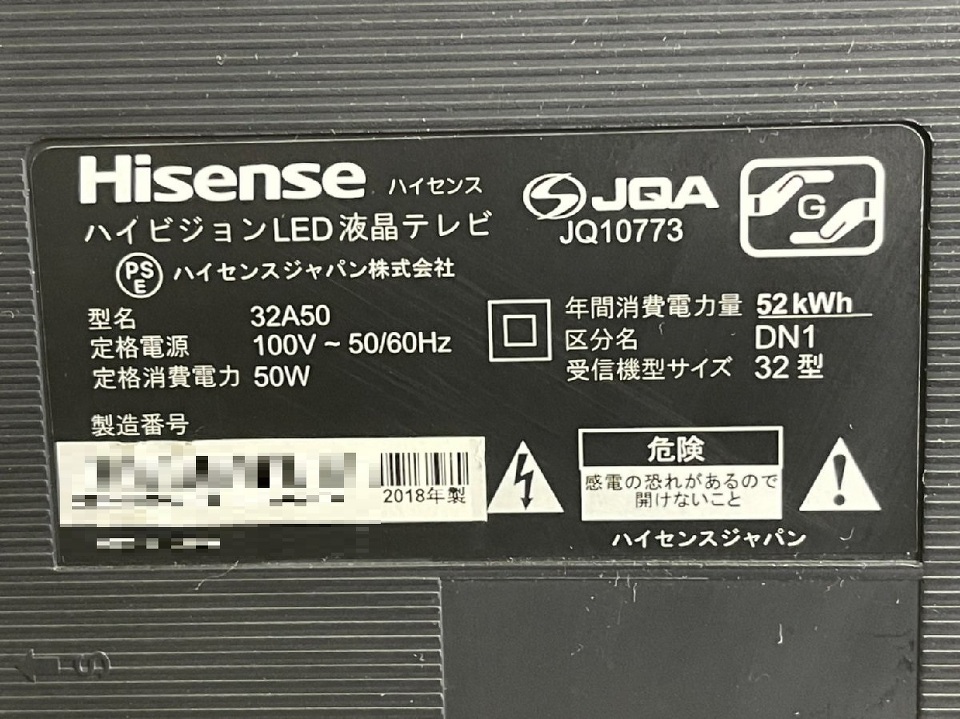 Hisense ハイセンス
ハイビジョンLED液晶テレビ
JQA
JQ10773
G
PS
E
ハイセンスジャパン株式会社
型名 32A50
定格電源 100V ~ 50/60Hz
定格消費電力 50W
年間消費電力量 52kWh
区分名 DN1
受信機型サイズ 32型
製造番号
2018年製
危険
感電の恐れがあるので
開けないこと
ハイセンスジャパン